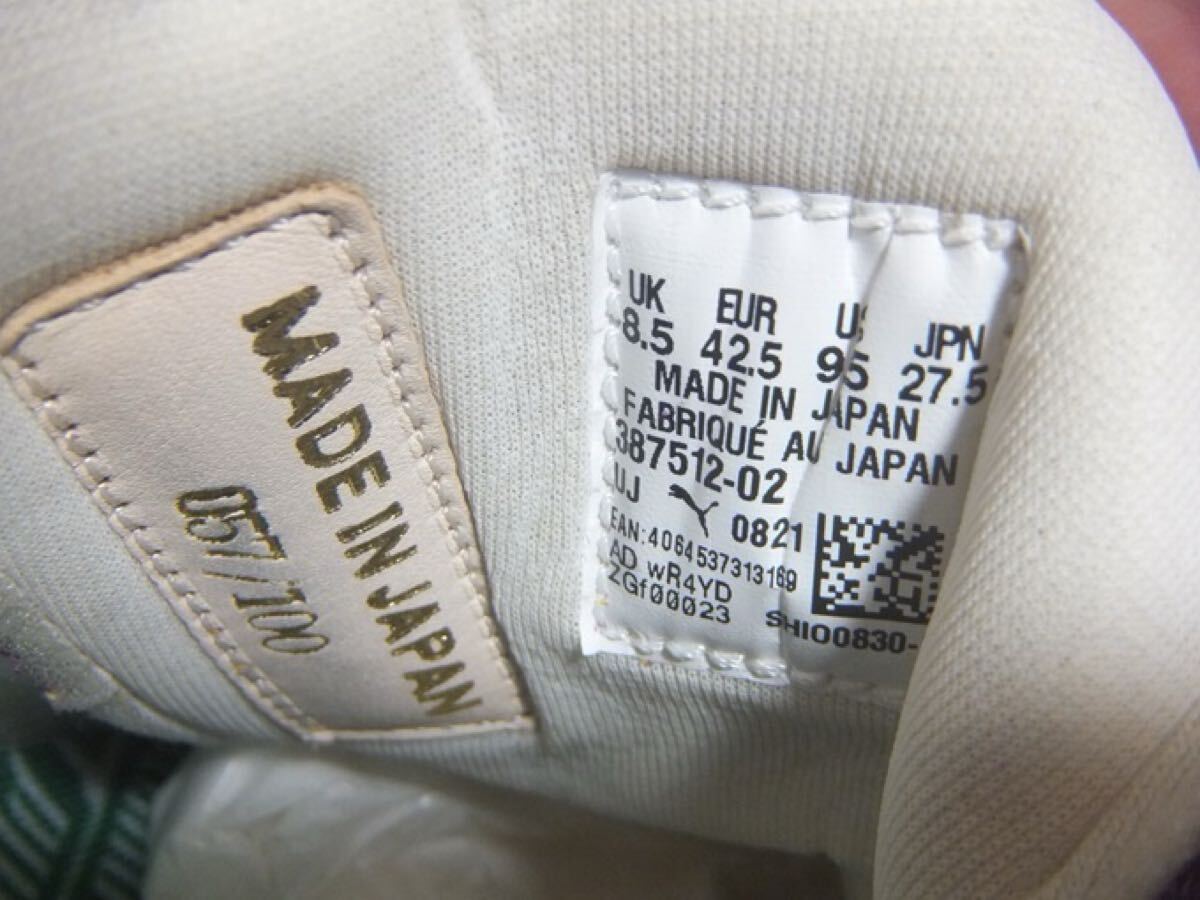 MADE IN JAPAN
057/100
UK EUR US JPN
8.5 42.5 95 27.5
MADE IN JAPAN
FABRIQUÉ AU JAPAN
387512-02
UJ 0821
EAN:4064537313169
AD wR4YD
ZGf00023 SHI00830-